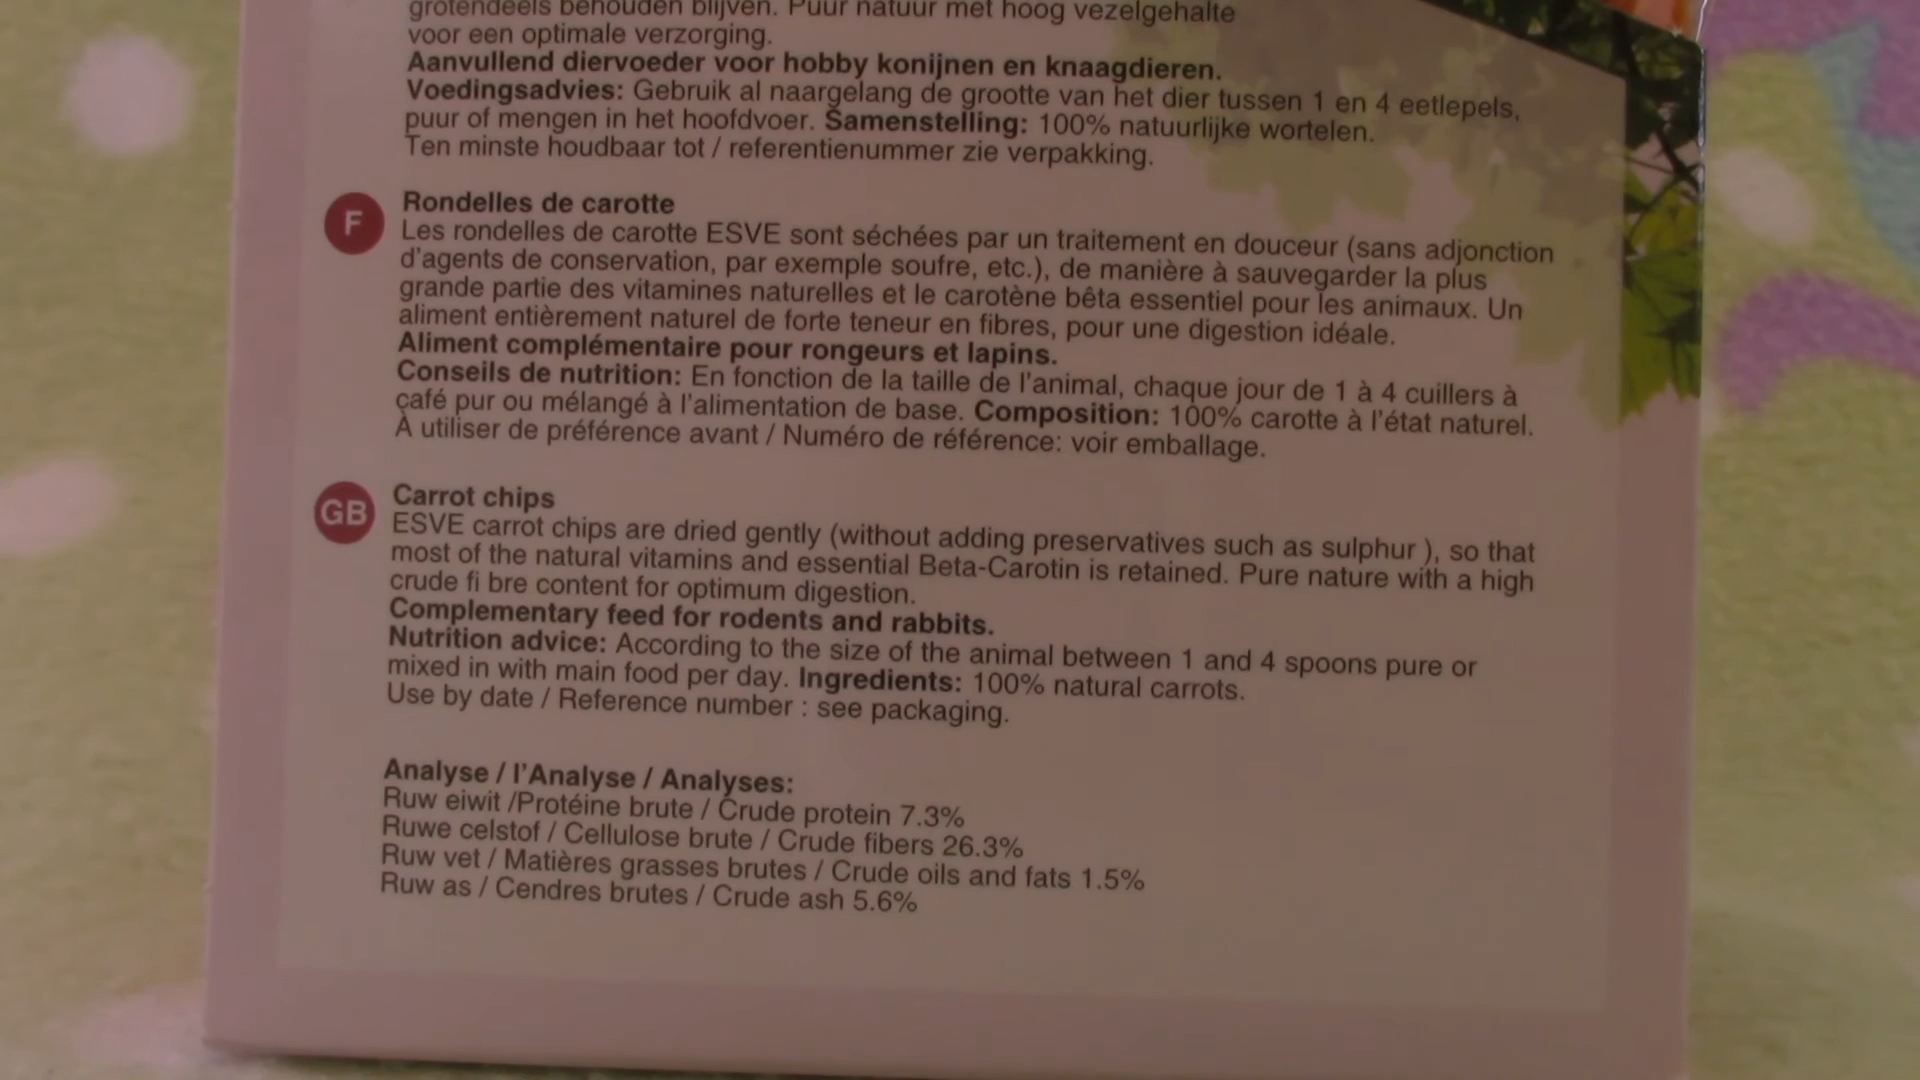 grotendeels behouden blijven. Puur natuur met hoog vezelgehalte
voor een optimale verzorging.
Aanvullend diervoeder voor hobby konijnen en knaagdieren.
Voedingsadvies: Gebruik al naargelang de grootte van het dier tussen 1 en 4 eetlepels,
puur of mengen in het hoofdvoer. Samenstelling: 100% natuurlijke wortelen.
Ten minste houdbaar tot / referentienummer zie verpakking.
F
Rondelles de carotte
Les rondelles de carotte ESVE sont séchées par un traitement en douceur (sans adjonction
d'agents de conservation, par exemple soufre, etc.), de manière à sauvegarder la plus
grande partie des vitamines naturelles et le carotène bêta essentiel pour les animaux. Un
aliment entièrement naturel de forte teneur en fibres, pour une digestion idéale.
Aliment complémentaire pour rongeurs et lapins.
Conseils de nutrition: En fonction de la taille de l'animal, chaque jour de 1 à 4 cuillers à
café pur ou mélangé à l'alimentation de base. Composition: 100% carotte à l'état naturel.
À utiliser de préférence avant / Numéro de référence: voir emballage.
GB
Carrot chips
ESVE carrot chips are dried gently (without adding preservatives such as sulphur ), so that
most of the natural vitamins and essential Beta-Carotin is retained. Pure nature with a high
crude fi bre content for optimum digestion.
Complementary feed for rodents and rabbits.
Nutrition advice: According to the size of the animal between 1 and 4 spoons pure or
mixed in with main food per day. Ingredients: 100% natural carrots.
Use by date / Reference number : see packaging.
Analyse / l'Analyse / Analyses:
Ruw eiwit /Protéine brute / Crude protein 7.3%
Ruwe celstof / Cellulose brute / Crude fibers 26.3%
Ruw vet / Matières grasses brutes / Crude oils and fats 1.5%
Ruw as / Cendres brutes / Crude ash 5.6%